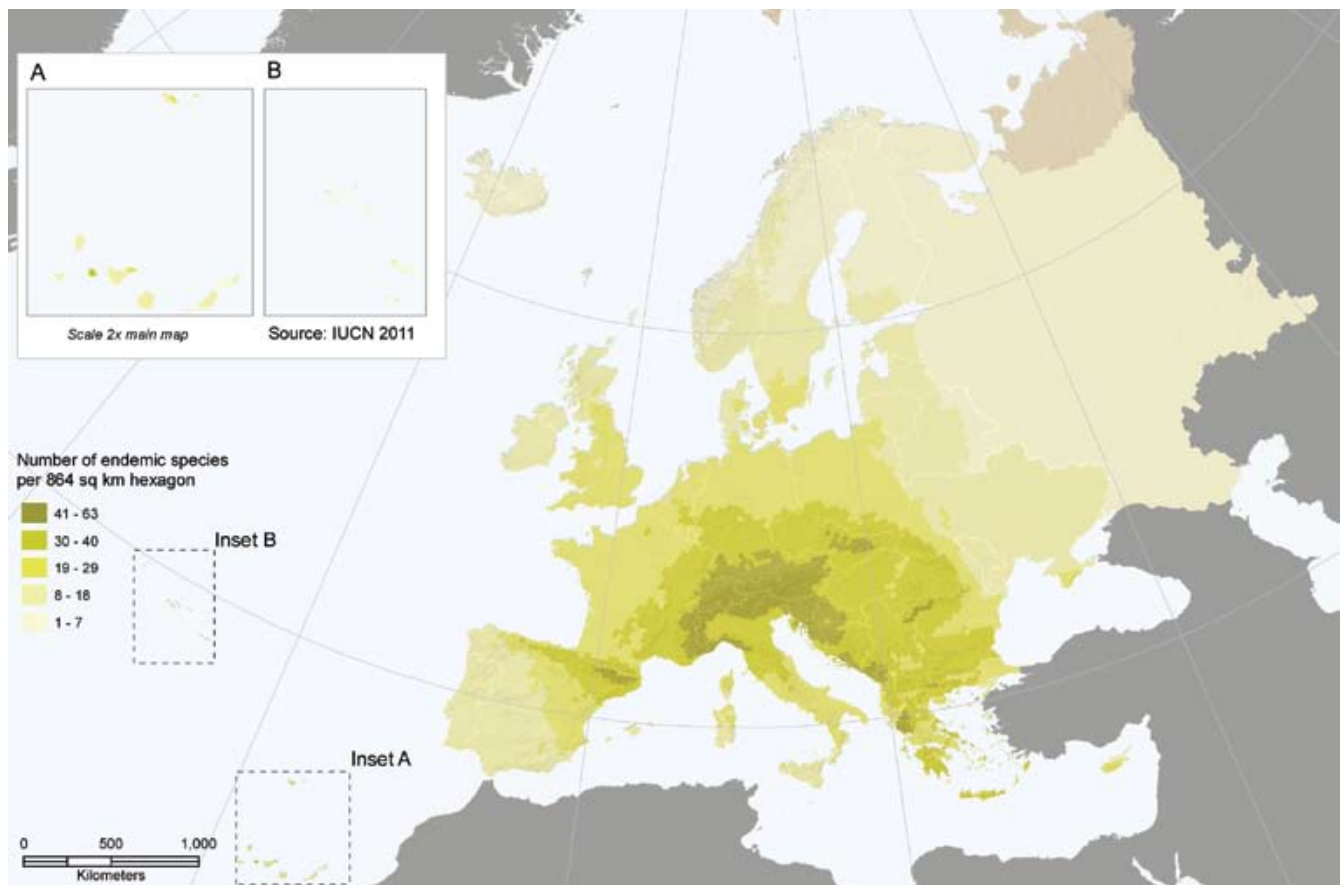 A
B
Scale 2x main map
Source: IUCN 2011
Number of endemic species
per 864 sq km hexagon
41 - 63
30 - 40
19 - 29
8 - 18
1 - 7
Inset B
Inset A
0 500 1,000
Kilometers